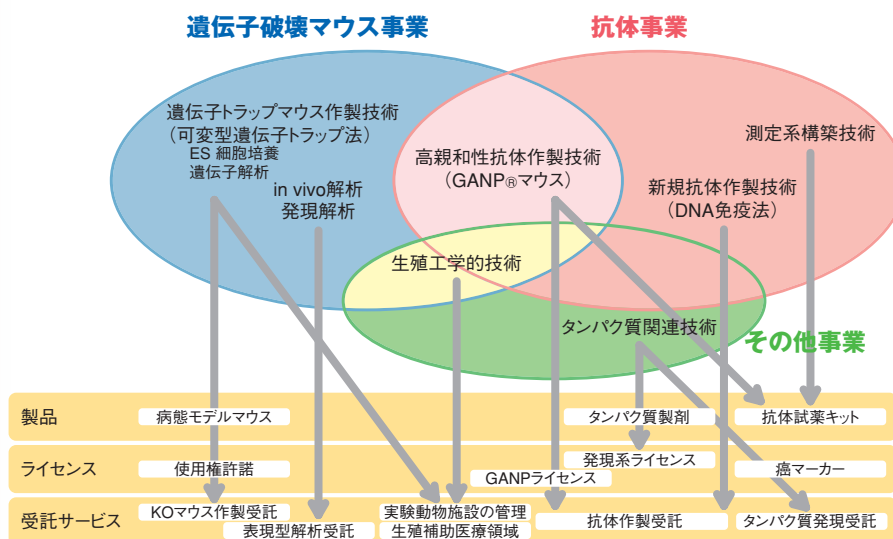 遺伝子破壊マウス事業
抗体事業
遺伝子トラップマウス作製技術
（可変型遺伝子トラップ法）
ES 細胞培養
遺伝子解析
in vivo解析
発現解析
高親和性抗体作製技術
（GANP®マウス）
測定系構築技術
新規抗体作製技術
（DNA免疫法）
生殖工学的技術
タンパク質関連技術
その他事業
製品
病態モデルマウス
タンパク質製剤
抗体試薬キット
ライセンス
使用権許諾
GANPライセンス
発現系ライセンス
癌マーカー
受託サービス
KOマウス作製受託
表現型解析受託
実験動物施設の管理
生殖補助医療領域
抗体作製受託
タンパク質発現受託